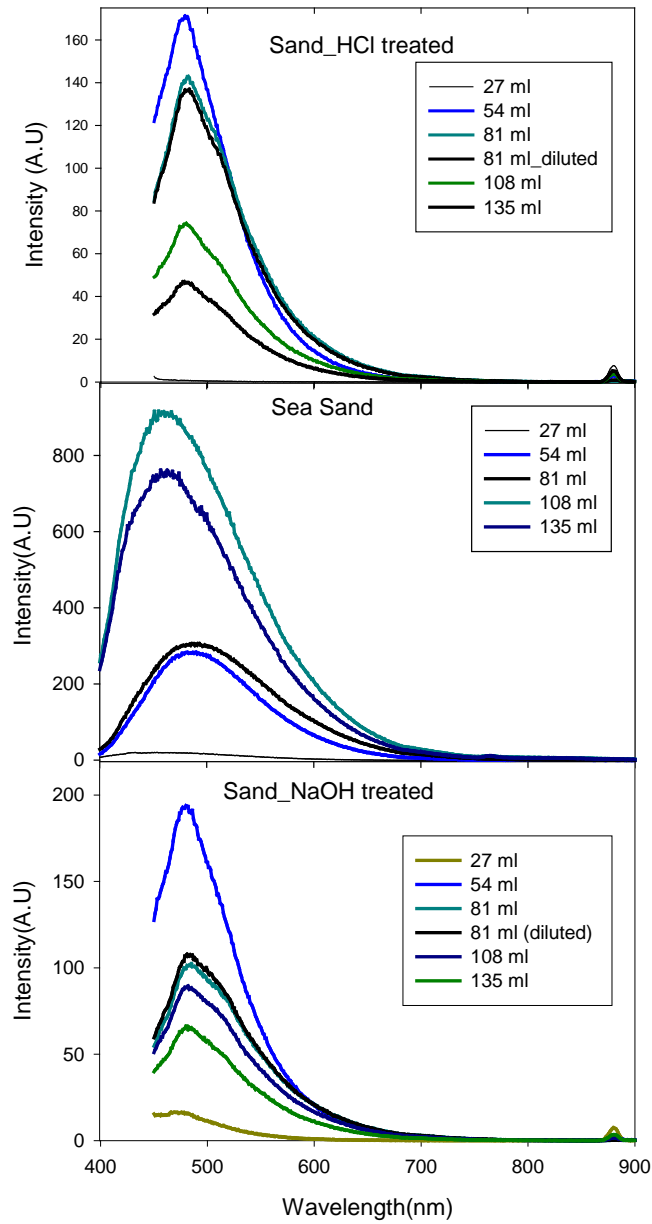 Sand_HCl treated
Intensity (A.U)
160
140
120
100
80
60
40
20
0
27 ml
54 ml
81 ml
81 ml_diluted
108 ml
135 ml
Sea Sand
Intensity(A.U)
800
600
400
200
0
27 ml
54 ml
81 ml
108 ml
135 ml
Sand_NaOH treated
Intensity(A.U)
200
150
100
50
0
27 ml
54 ml
81 ml
81 ml (diluted)
108 ml
135 ml
400 500 600 700 800 900
Wavelength(nm)